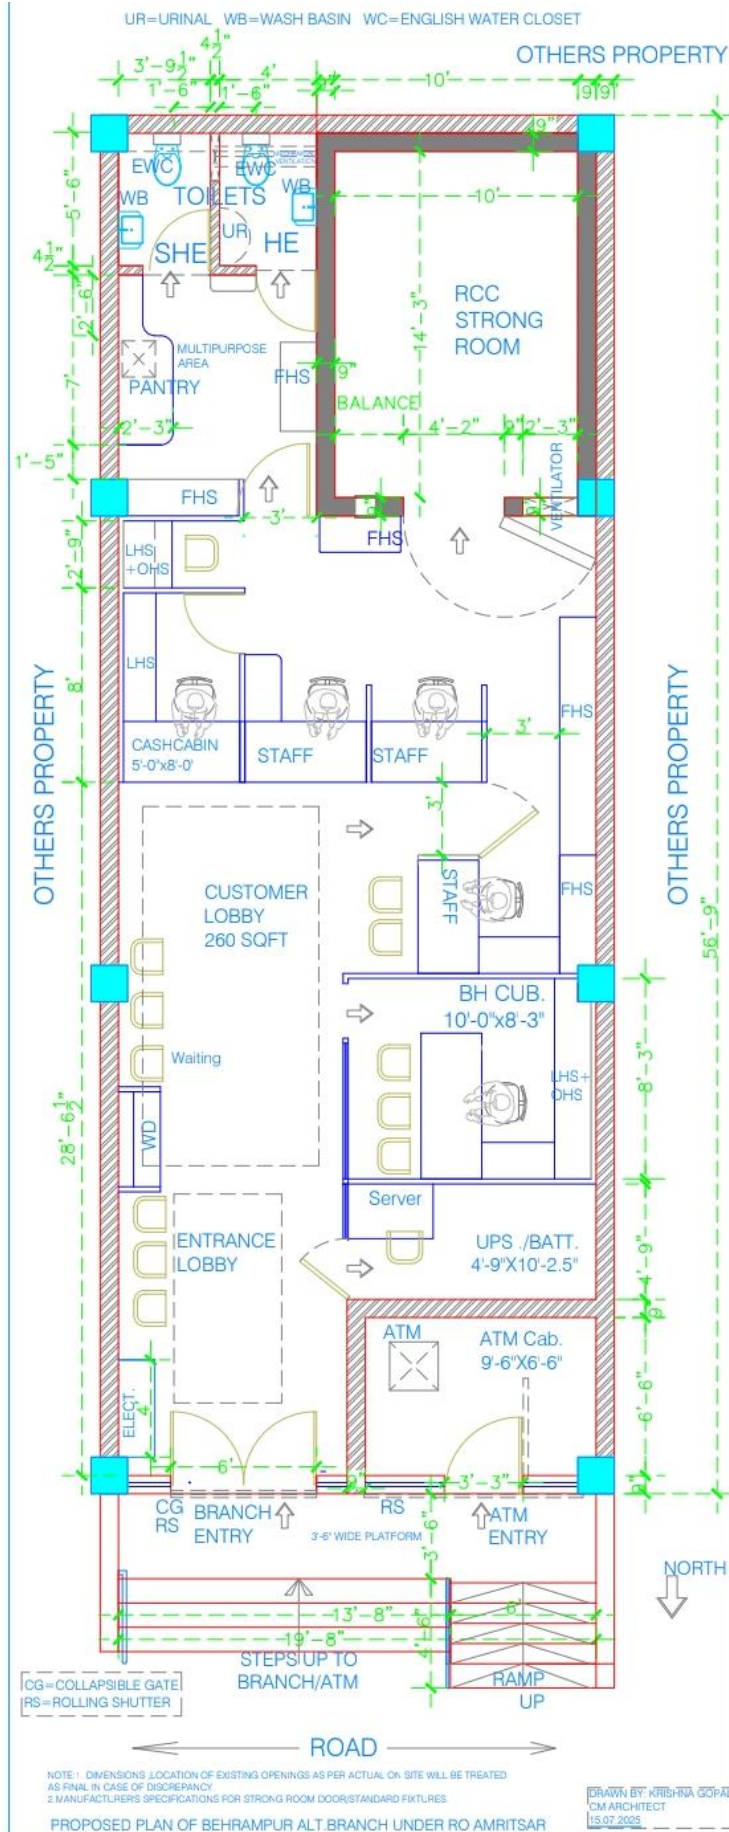 UR=URINAL WB=WASH BASIN WC=ENGLISH WATER CLOSET
OTHERS PROPERTY
4½"
3'-9½"
4'
10'
9"
9"
1'-6"
1'-6"
9"
EWC
EWC
VENTILATION
WB
TOILETS
WB
10'
5'-6"
UR
SHE
HE
4½"
2'-6"
RCC
STRONG
ROOM
14'-3"
MULTIPURPOSE
AREA
PANTRY
FHS
9"
7'
2'-3"
BALANCE
4'-2"
9"
2'-3"
1'-5"
FHS
VENTILATOR
9"
9"
3'
FHS
2'-9"
LHS
+OHS
8'
LHS
FHS
OTHERS PROPERTY
OTHERS PROPERTY
CASHCABIN
5'-0"x8'-0'
STAFF
STAFF
3'
3'
STAFF
FHS
CUSTOMER
LOBBY
260 SQFT
56'-9"
BH CUB.
10'-0"x8'-3"
Waiting
LHS+
OHS
8'-3"
28'-6½"
WD
Server
ENTRANCE
LOBBY
UPS ./BATT.
4'-9"X10'-2.5"
4'-9"
9"
ATM
ATM Cab.
9'-6"X6'-6"
6'-6"
ELECT.
4'
6'
3'-3"
9"
9"
CG
RS
BRANCH
ENTRY
RS
ATM
ENTRY
3'-6" WIDE PLATFORM
3'-6"
NORTH
13'-8"
6'
19'-8"
4'-6"
STEPS UP TO
BRANCH/ATM
RAMP
UP
CG=COLLAPSIBLE GATE
RS=ROLLING SHUTTER
ROAD
NOTE:1. DIMENSIONS ,LOCATION OF EXISTING OPENINGS AS PER ACTUAL ON SITE WILL BE TREATED
AS FINAL IN CASE OF DISCREPANCY.
2.MANUFACTURERS SPECIFICATIONS FOR STRONG ROOM DOOR/STANDARD FIXTURES.
DRAWN BY: KRISHNA GOPAL
CM ARCHITECT
15.07.2025
PROPOSED PLAN OF BEHRAMPUR ALT.BRANCH UNDER RO AMRITSAR